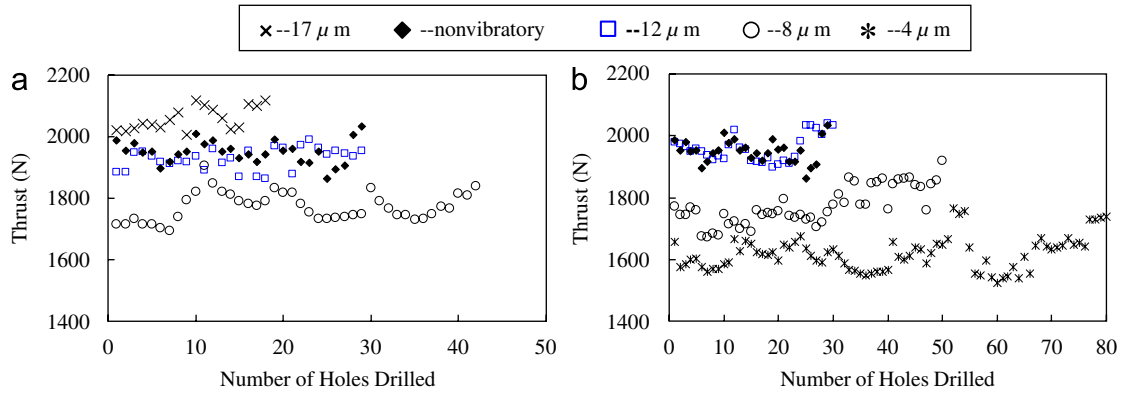 ×--17 μ m ◆ --nonvibratory □ --12 μ m ○ --8 μ m ✱ --4 μ m
a
2200
2000
1800
1600
1400
Thrust (N)
0 10 20 30 40 50
Number of Holes Drilled
b
2200
2000
1800
1600
1400
Thrust (N)
0 10 20 30 40 50 60 70 80
Number of Holes Drilled